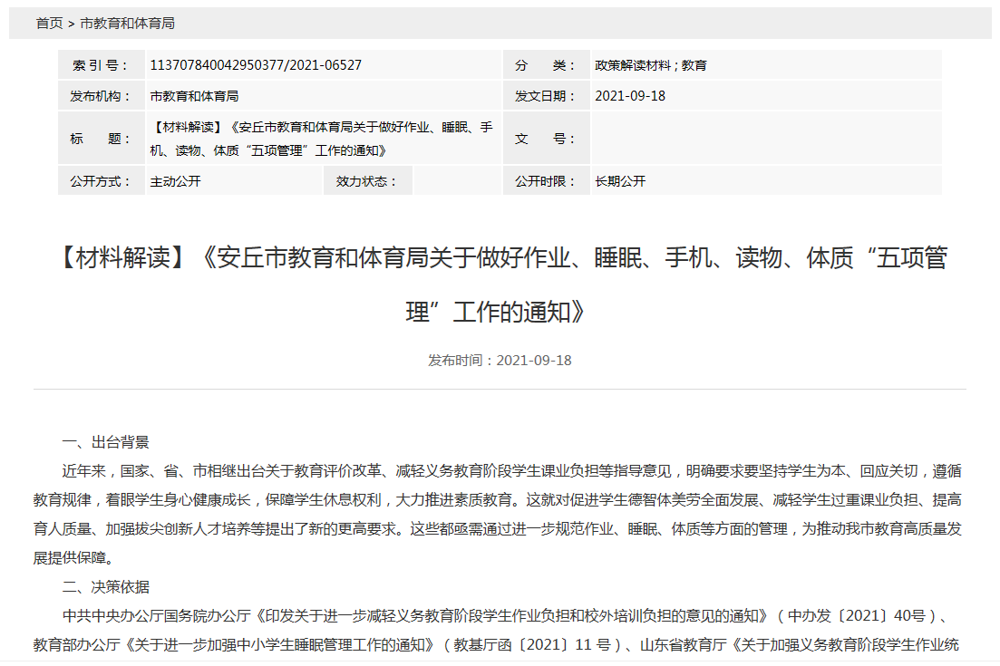 首页 > 市教育和体育局
索 引 号： 113707840042950377/2021-06527 分 类： 政策解读材料 ; 教育
发布机构： 市教育和体育局 发文日期： 2021-09-18
标 题： 【材料解读】《安丘市教育和体育局关于做好作业、睡眠、手
机、读物、体质“五项管理”工作的通知》 文 号：
公开方式： 主动公开 效力状态： 公开时限： 长期公开
【材料解读】《安丘市教育和体育局关于做好作业、睡眠、手机、读物、体质“五项管
理”工作的通知》
发布时间：2021-09-18
一、出台背景
近年来，国家、省、市相继出台关于教育评价改革、减轻义务教育阶段学生课业负担等指导意见，明确要求要坚持学生为本、回应关切，遵循
教育规律，着眼学生身心健康成长，保障学生休息权利，大力推进素质教育。这就对促进学生德智体美劳全面发展、减轻学生过重课业负担、提高
育人质量、加强拔尖创新人才培养等提出了新的更高要求。这些都亟需通过进一步规范作业、睡眠、体质等方面的管理，为推动我市教育高质量发
展提供保障。
二、决策依据
中共中央办公厅国务院办公厅《印发关于进一步减轻义务教育阶段学生作业负担和校外培训负担的意见的通知》（中办发〔2021〕40号）、
教育部办公厅《关于进一步加强中小学生睡眠管理工作的通知》（教基厅函〔2021〕11 号）、山东省教育厅《关于加强义务教育阶段学生作业统